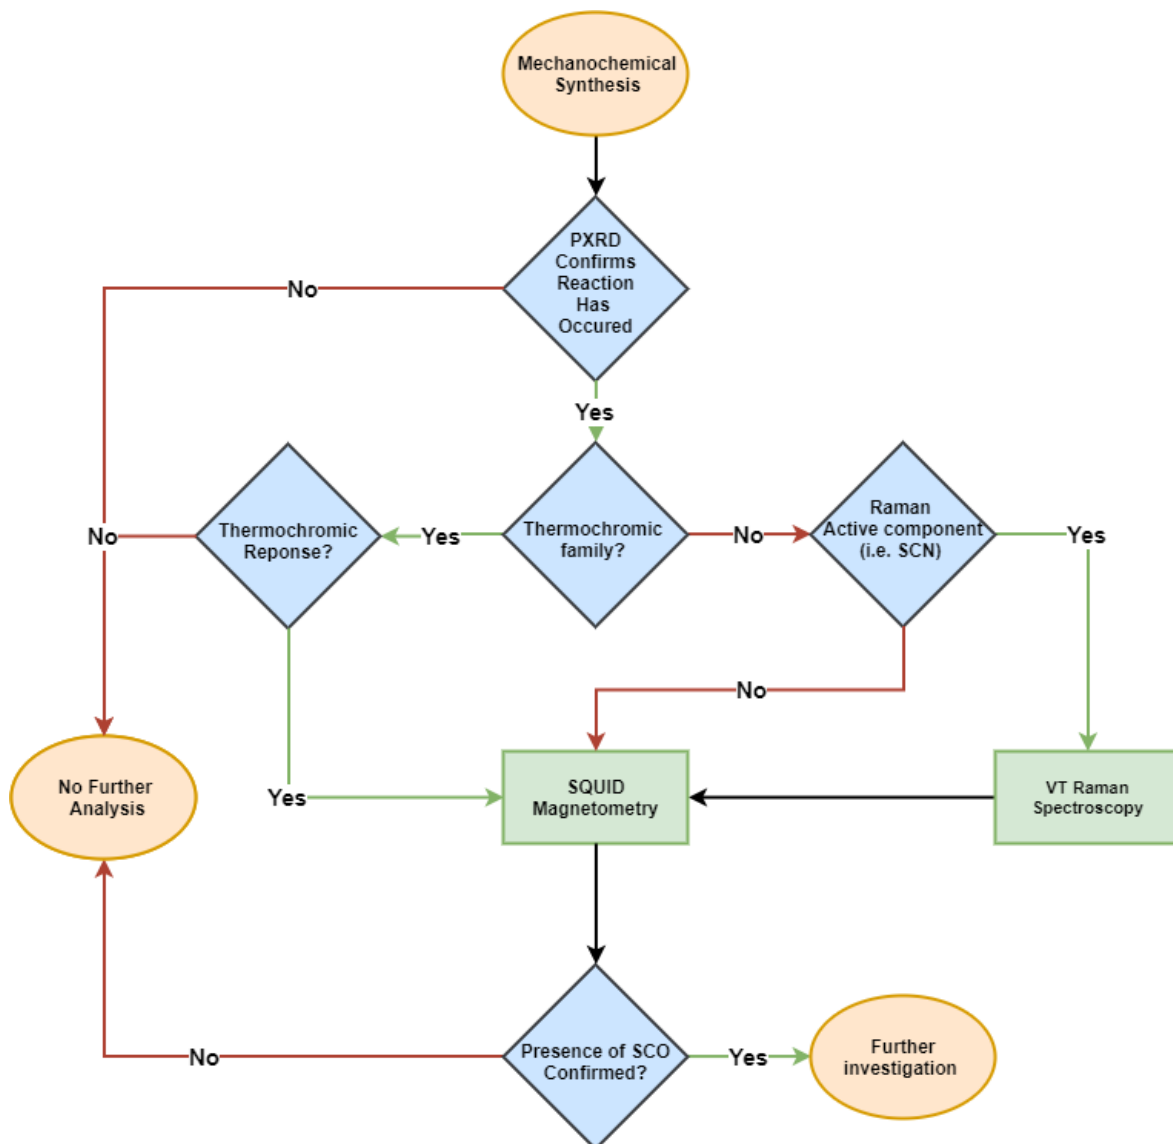 Mechanochemical
Synthesis
PXRD
Confirms
Reaction
Has
Occured
No
Yes
Thermochromic
Reponse?
Yes
Thermochromic
family?
No
Raman
Active component
(i.e. SCN)
Yes
No
No
No Further
Analysis
Yes
SQUID
Magnetometry
VT Raman
Spectroscopy
No
Presence of SCO
Confirmed?
Yes
Further
investigation